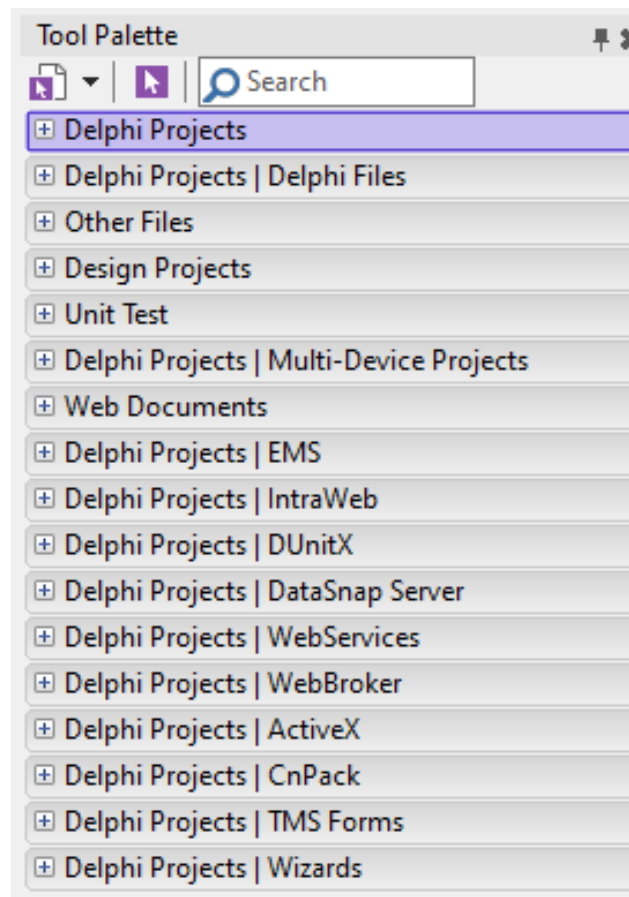 Tool Palette
Search
Delphi Projects
Delphi Projects | Delphi Files
Other Files
Design Projects
Unit Test
Delphi Projects | Multi-Device Projects
Web Documents
Delphi Projects | EMS
Delphi Projects | IntraWeb
Delphi Projects | DUnitX
Delphi Projects | DataSnap Server
Delphi Projects | WebServices
Delphi Projects | WebBroker
Delphi Projects | ActiveX
Delphi Projects | CnPack
Delphi Projects | TMS Forms
Delphi Projects | Wizards